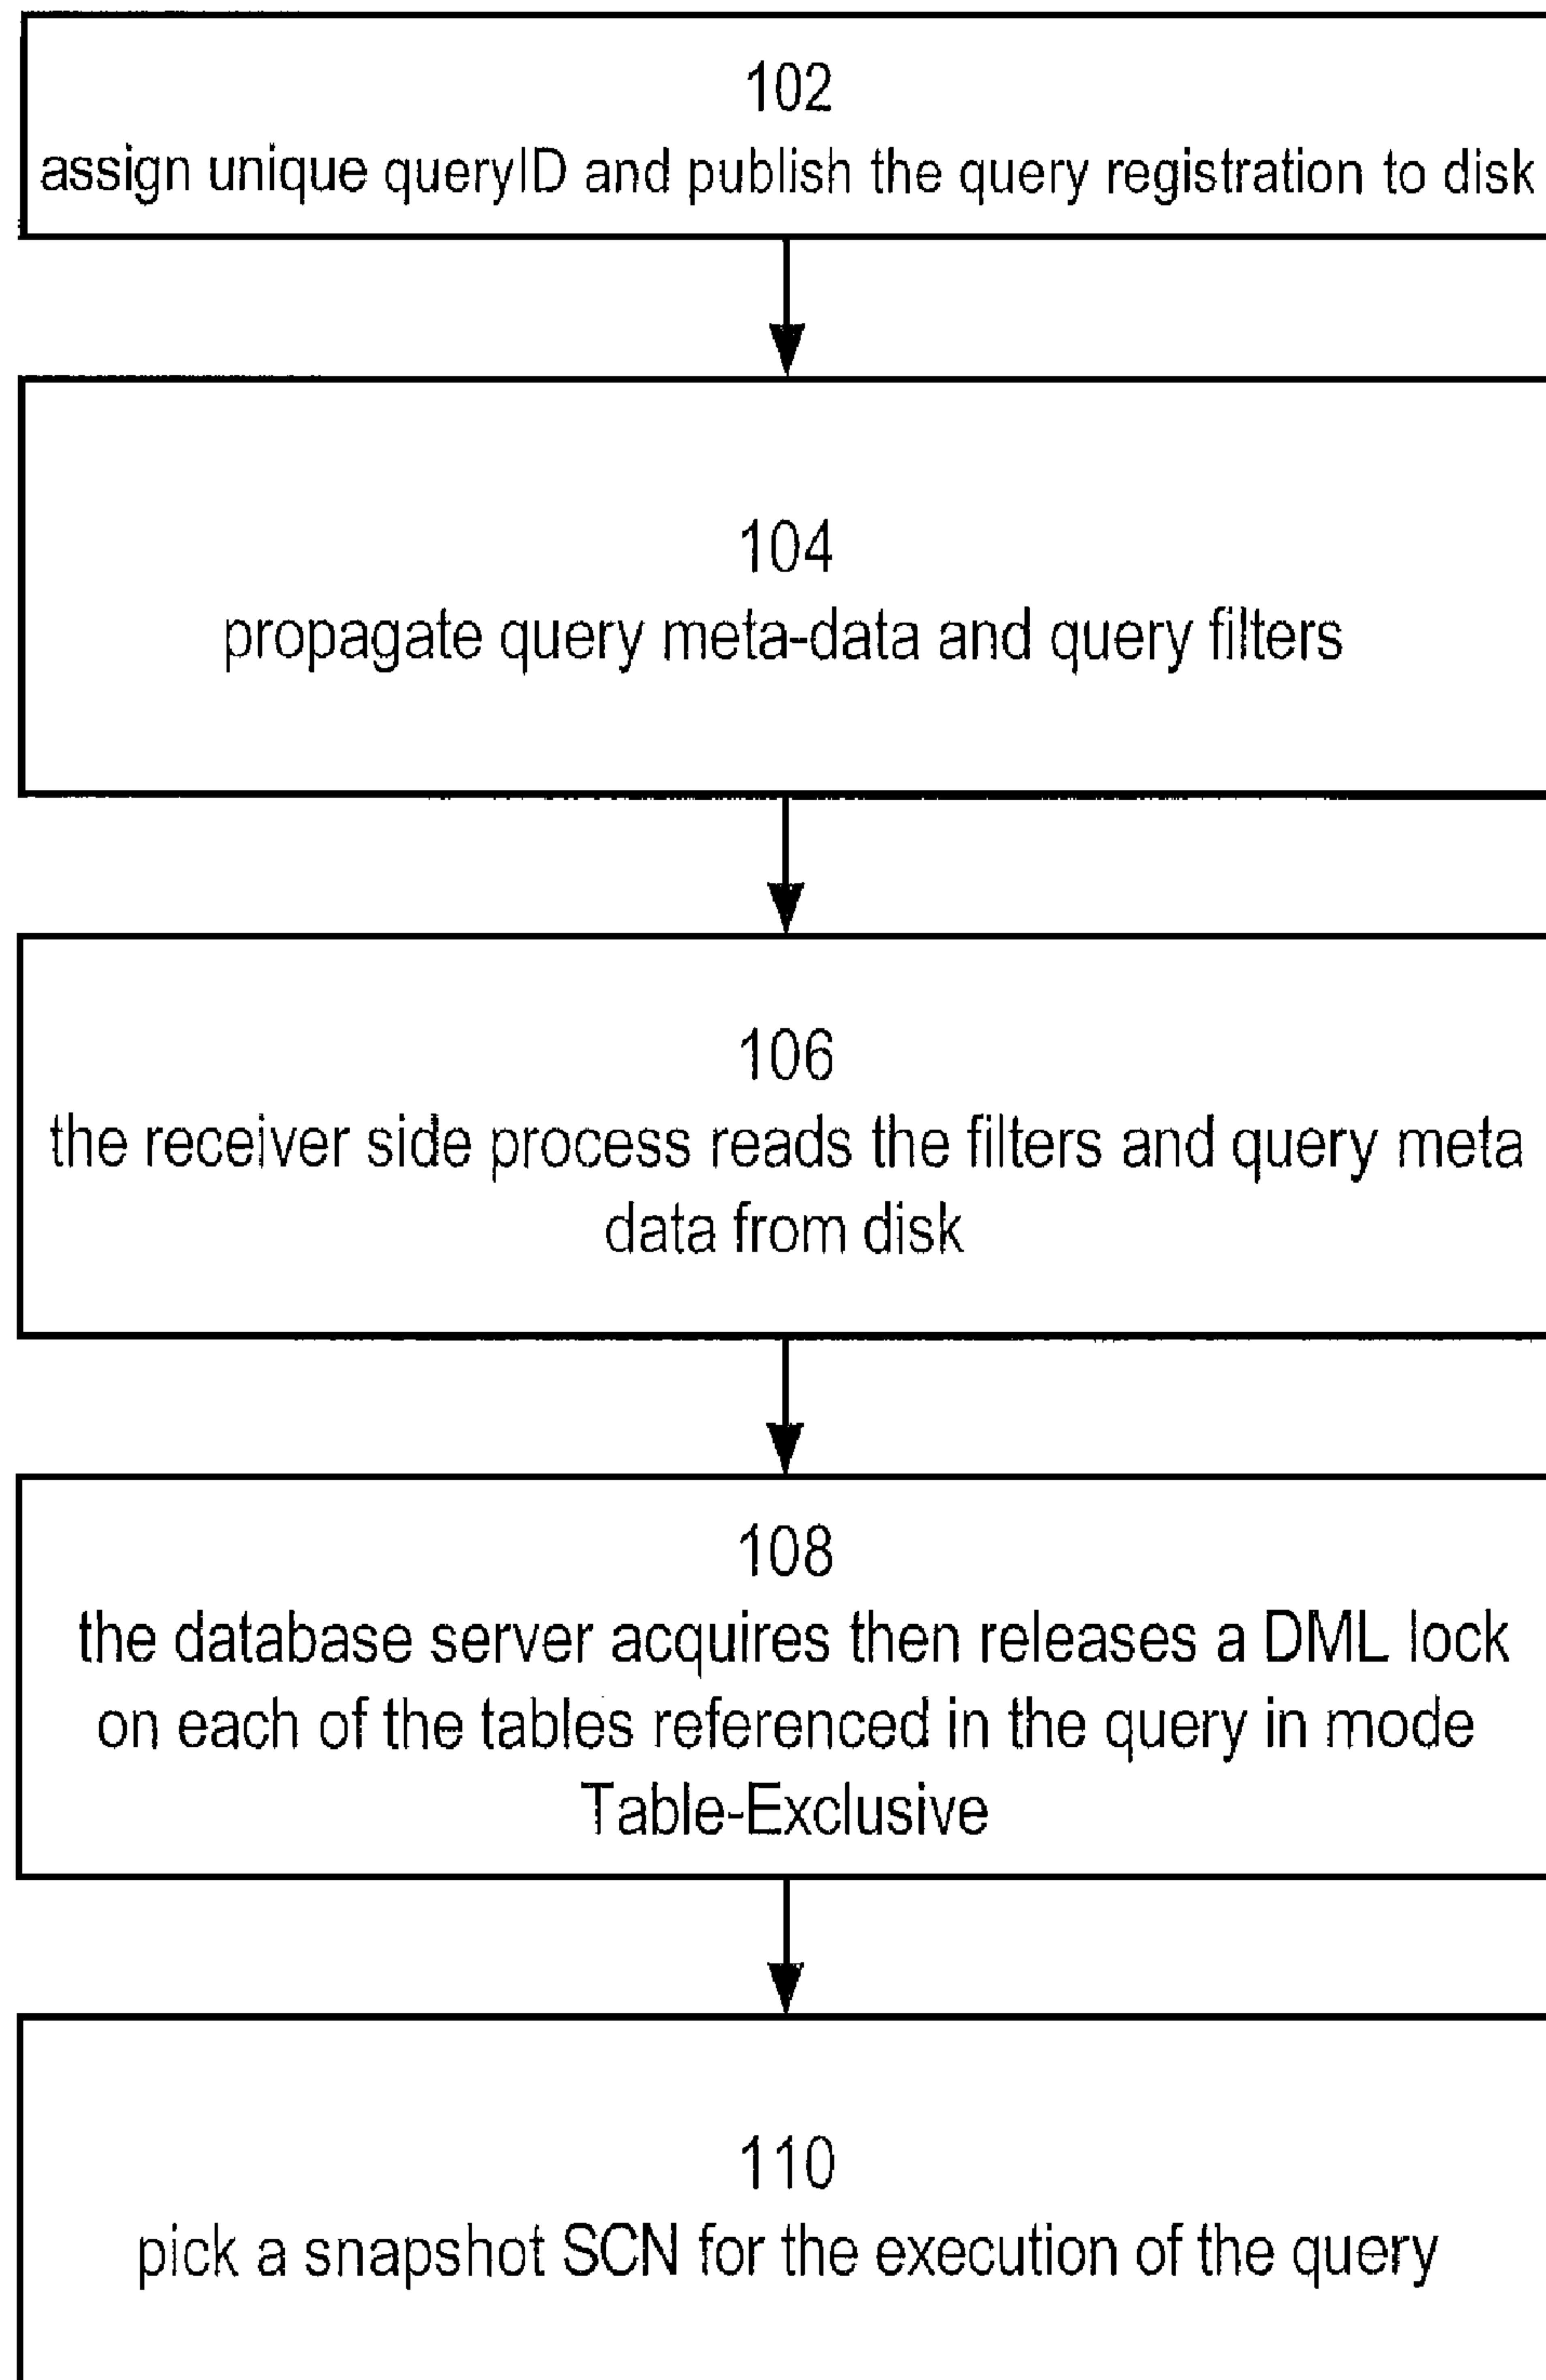 102
assign unique queryID and publish the query registration to disk
104
propagate query meta-data and query filters
106
the receiver side process reads the filters and query meta
data from disk
108
the database server acquires then releases a DML lock
on each of the tables referenced in the query in mode
Table-Exclusive
110
pick a snapshot SCN for the execution of the query